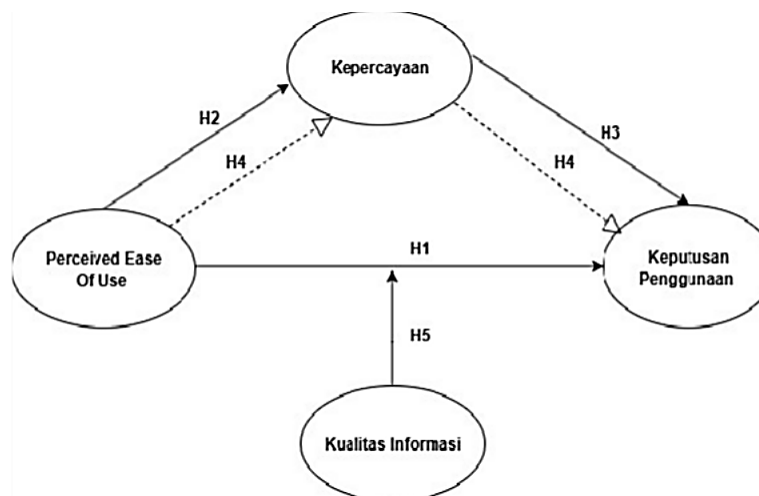 Kepercayaan
H2
H3
H4
H4
Perceived Ease
Of Use
H1
Keputusan
Penggunaan
H5
Kualitas Informasi